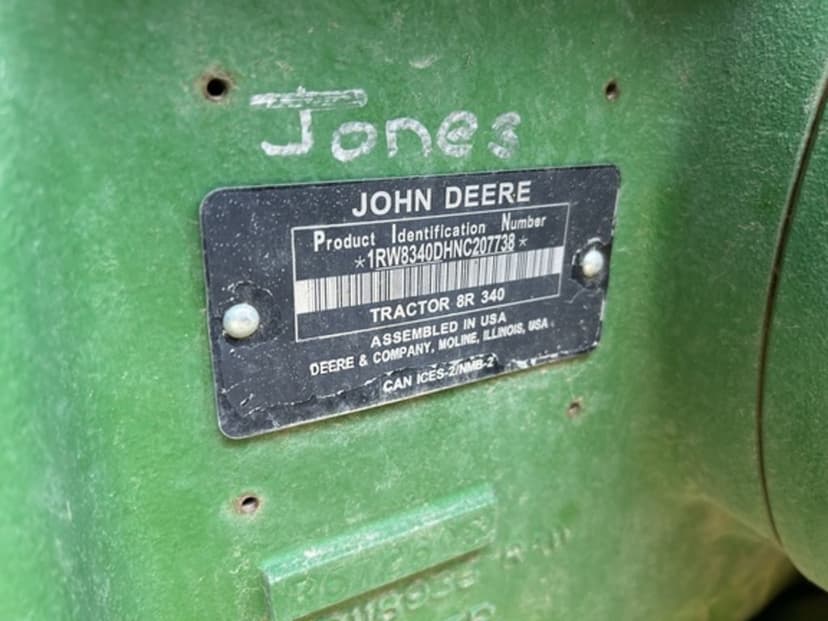 Jones
JOHN DEERE
Product Identification Number
*1RW8340DHNC207738*
TRACTOR 8R 340
ASSEMBLED IN USA
DEERE & COMPANY, MOLINE, ILLINOIS, USA
CAN ICES-2/NMB-2